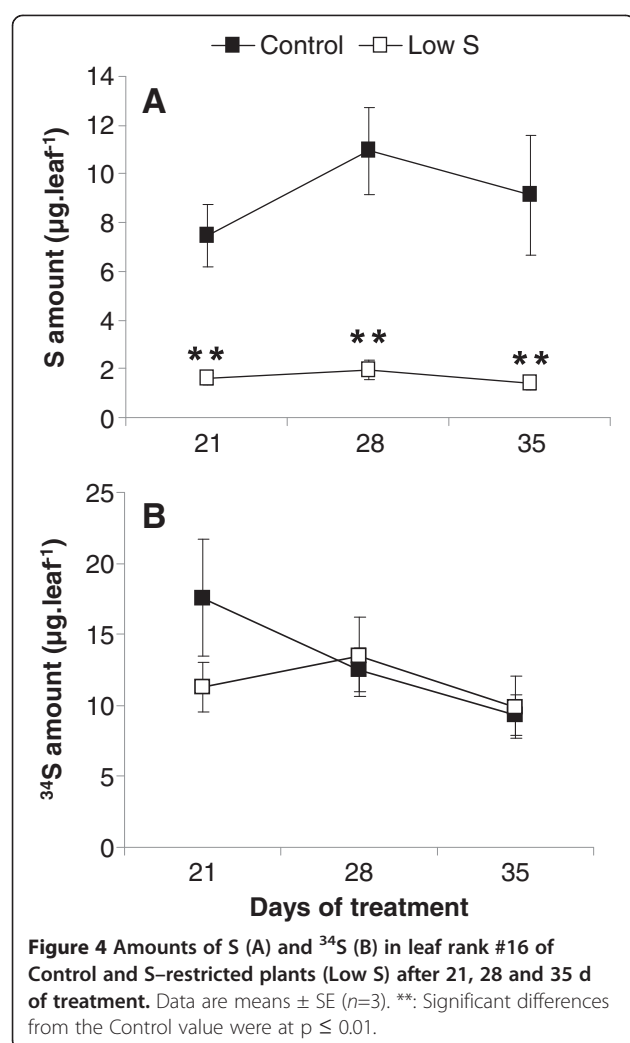 Control Low S
A
14
12
10
8
6
4
2
0
S amount (µg.leaf-1)
** ** **
21 28 35
B
25
20
15
10
5
0
34S amount (µg.leaf-1)
21 28 35
Days of treatment
Figure 4 Amounts of S (A) and 34S (B) in leaf rank #16 of
Control and S–restricted plants (Low S) after 21, 28 and 35 d
of treatment. Data are means ± SE (n=3). **: Significant differences
from the Control value were at p ≤ 0.01.